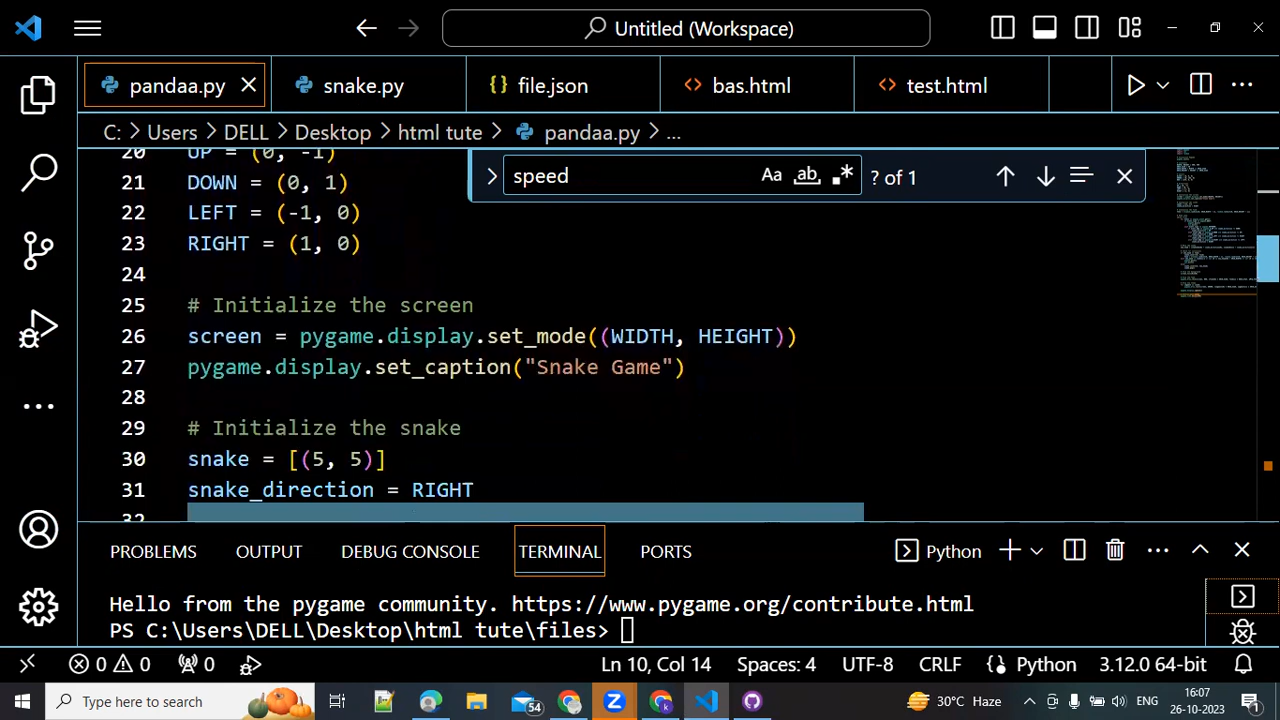 Untitled (Workspace)
pandaa.py
snake.py
file.json
bas.html
test.html
C: > Users > DELL > Desktop > html tute > pandaa.py > ...
speed
Aa ab .* ? of 1
20 UP = (0, -1)
21 DOWN = (0, 1)
22 LEFT = (-1, 0)
23 RIGHT = (1, 0)
24
25 # Initialize the screen
26 screen = pygame.display.set_mode((WIDTH, HEIGHT))
27 pygame.display.set_caption("Snake Game")
28
29 # Initialize the snake
30 snake = [(5, 5)]
31 snake_direction = RIGHT
32
PROBLEMS OUTPUT DEBUG CONSOLE TERMINAL PORTS Python
Hello from the pygame community. https://www.pygame.org/contribute.html
PS C:\Users\DELL\Desktop\html tute\files>
0 0 0 Ln 10, Col 14 Spaces: 4 UTF-8 CRLF Python 3.12.0 64-bit
Type here to search 54 30°C Haze ENG 16:07 26-10-2023 1